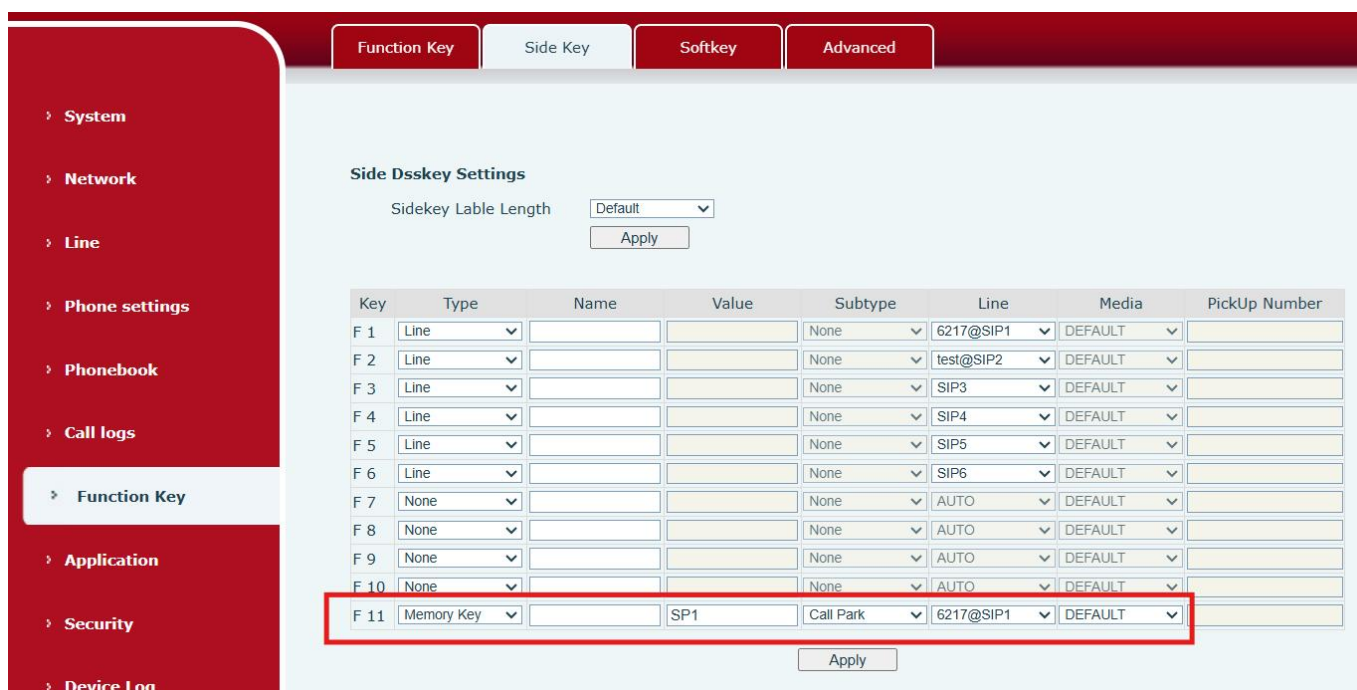 Function Key Side Key Softkey Advanced
System
Network
Line
Phone settings
Phonebook
Call logs
Function Key
Application
Security
Device Log
Side Dsskey Settings
Sidekey Lable Length Default
Apply
Key Type Name Value Subtype Line Media PickUp Number
F 1 Line None 6217@SIP1 DEFAULT
F 2 Line None test@SIP2 DEFAULT
F 3 Line None SIP3 DEFAULT
F 4 Line None SIP4 DEFAULT
F 5 Line None SIP5 DEFAULT
F 6 Line None SIP6 DEFAULT
F 7 None None AUTO DEFAULT
F 8 None None AUTO DEFAULT
F 9 None None AUTO DEFAULT
F 10 None None AUTO DEFAULT
F 11 Memory Key SP1 Call Park 6217@SIP1 DEFAULT
Apply